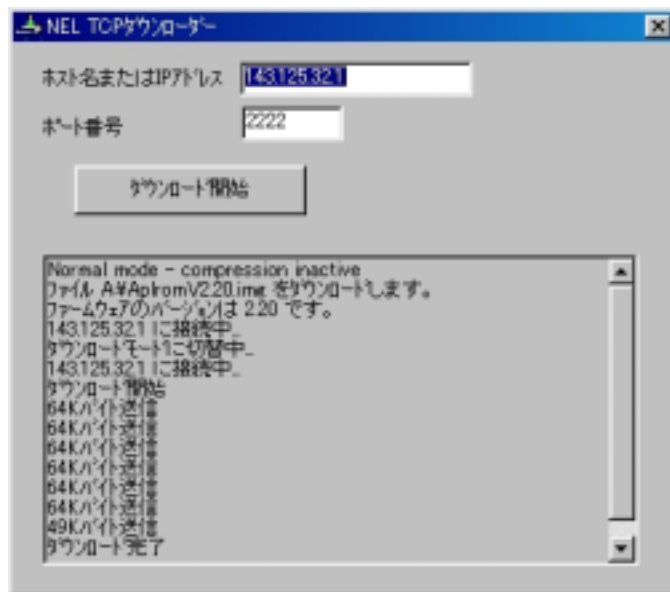 NEL TCPﾀﾞｳﾝﾛｰﾀﾞｰ
ﾎｽﾄ名またはIPｱﾄﾞﾚｽ 143.125.32.1
ﾎﾟｰﾄ番号 2222
ﾀﾞｳﾝﾛｰﾄﾞ開始
Normal mode - compression inactive
ﾌｧｲﾙ A:¥AplromV2.20.img をﾀﾞｳﾝﾛｰﾄﾞします。
ﾌｧｰﾑｳｪｱのﾊﾞｰｼﾞｮﾝは 2.20 です。
143.125.32.1 に接続中...
ﾀﾞｳﾝﾛｰﾄﾞﾓｰﾄﾞに切替中...
143.125.32.1 に接続中...
ﾀﾞｳﾝﾛｰﾄﾞ開始
64Kﾊﾞｲﾄ送信
64Kﾊﾞｲﾄ送信
64Kﾊﾞｲﾄ送信
64Kﾊﾞｲﾄ送信
64Kﾊﾞｲﾄ送信
64Kﾊﾞｲﾄ送信
49Kﾊﾞｲﾄ送信
ﾀﾞｳﾝﾛｰﾄﾞ完了